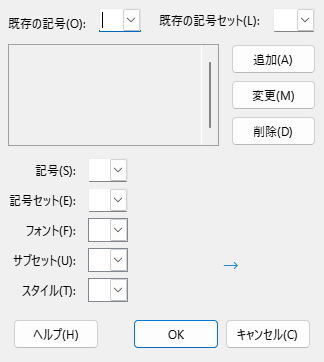 既存の記号(O): 既存の記号セット(L):
追加(A)
変更(M)
削除(D)
記号(S):
記号セット(E):
フォント(F):
サブセット(U):
スタイル(T):
ヘルプ(H) OK キャンセル(C)